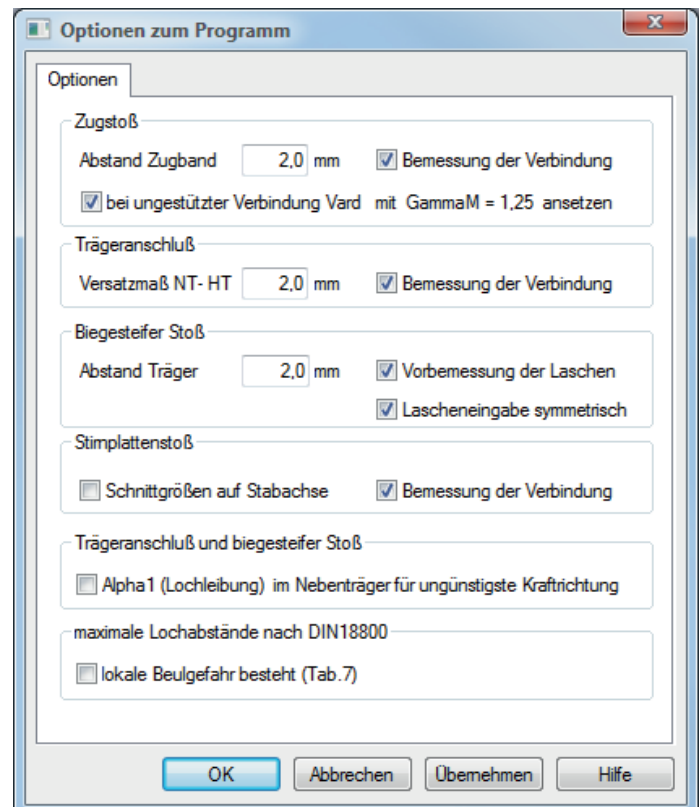 Optionen zum Programm
Optionen
Zugstoß
Abstand Zugband 2,0 mm Bemessung der Verbindung
bei ungestützter Verbindung Vard mit GammaM = 1,25 ansetzen
Trägeranschluß
Versatzmaß NT- HT 2,0 mm Bemessung der Verbindung
Biegesteifer Stoß
Abstand Träger 2,0 mm Vorbemessung der Laschen
Lascheneingabe symmetrisch
Stirnplattenstoß
Schnittgrößen auf Stabachse Bemessung der Verbindung
Trägeranschluß und biegesteifer Stoß
Alpha1 (Lochleibung) im Nebenträger für ungünstigste Kraftrichtung
maximale Lochabstände nach DIN18800
lokale Beulgefahr besteht (Tab.7)
OK Abbrechen Übernehmen Hilfe